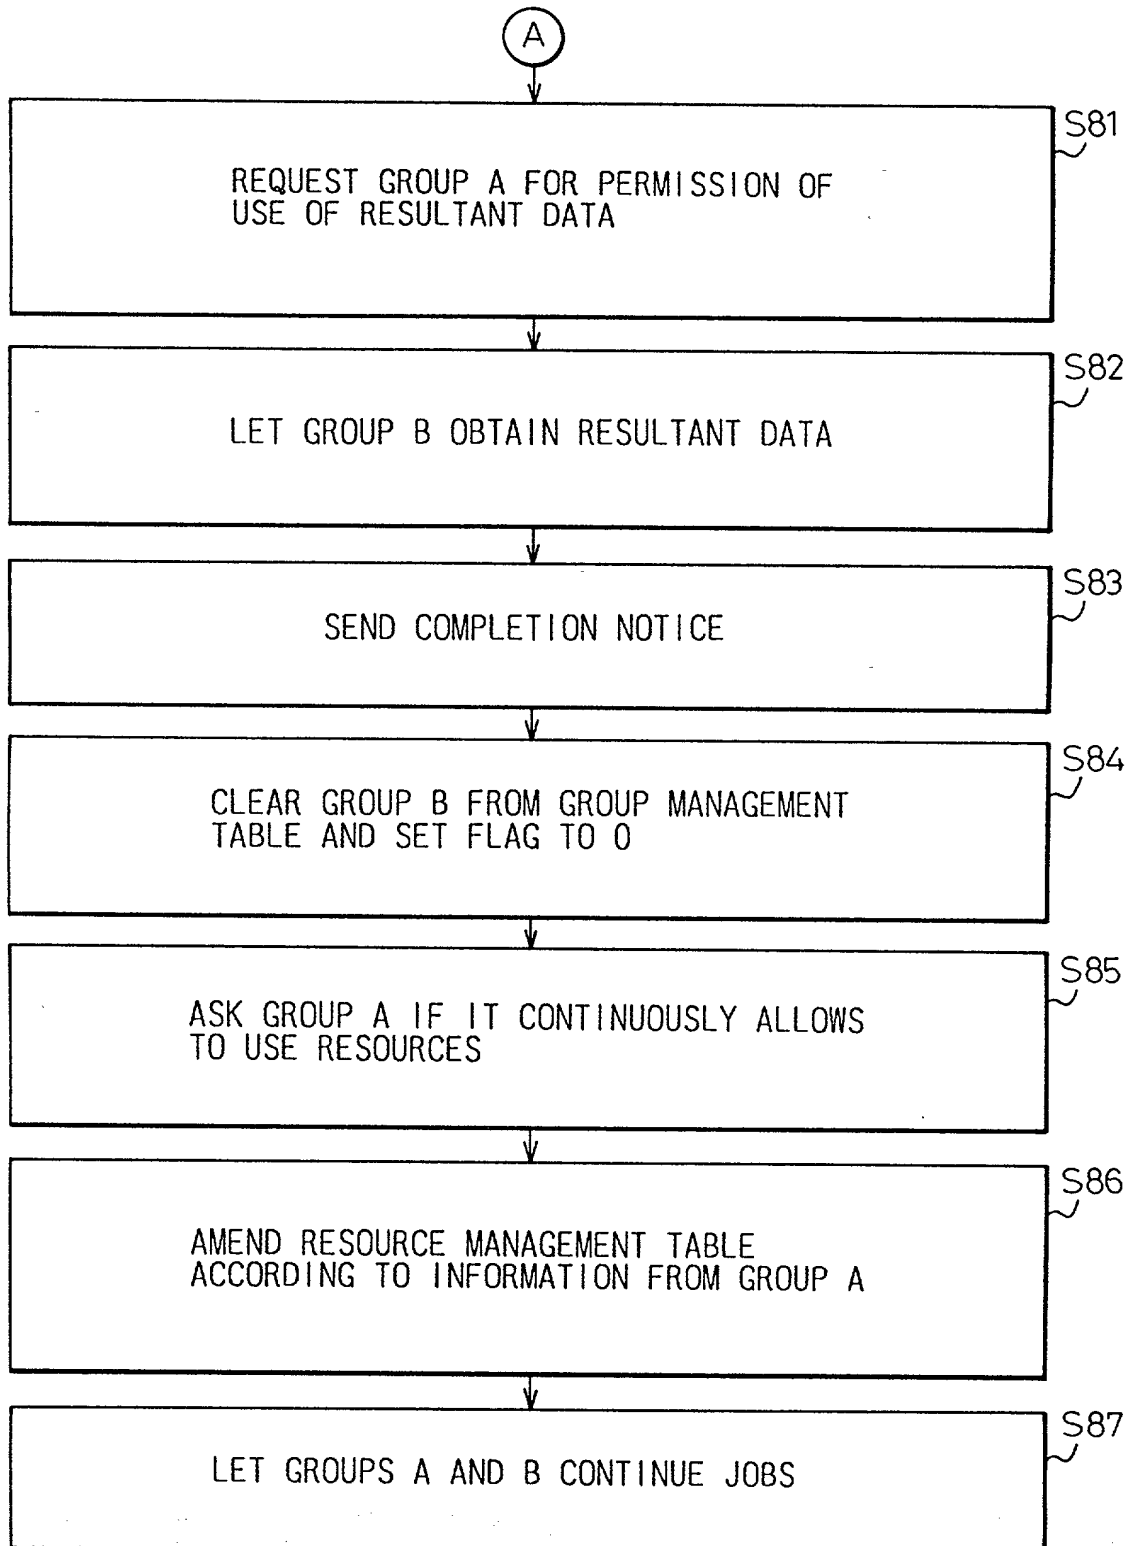 A
S81
REQUEST GROUP A FOR PERMISSION OF
USE OF RESULTANT DATA
S82
LET GROUP B OBTAIN RESULTANT DATA
S83
SEND COMPLETION NOTICE
S84
CLEAR GROUP B FROM GROUP MANAGEMENT
TABLE AND SET FLAG TO 0
S85
ASK GROUP A IF IT CONTINUOUSLY ALLOWS
TO USE RESOURCES
S86
AMEND RESOURCE MANAGEMENT TABLE
ACCORDING TO INFORMATION FROM GROUP A
S87
LET GROUPS A AND B CONTINUE JOBS